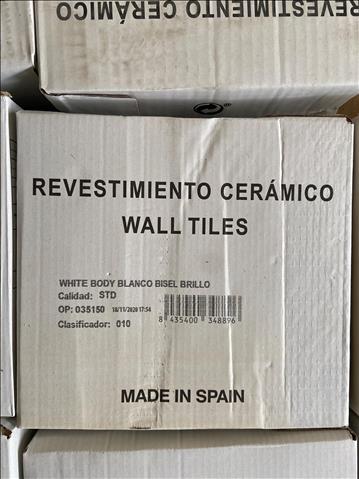 REVESTIMIENTO CERÁMICO
REVESTIMIENTO CERÁMICO
WALL TILES
WHITE BODY BLANCO BISEL BRILLO
Calidad: STD
OP: 035150 18/11/2020 17:54
Clasificador: 010
8 435400 348896
MADE IN SPAIN